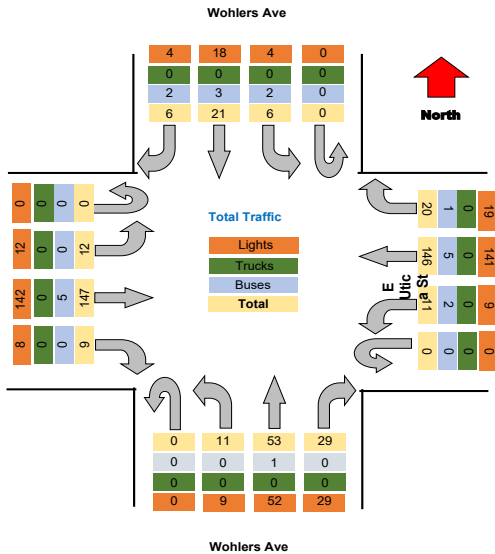 Wohlers Ave
4 18 4 0
0 0 0 0
2 3 2 0
6 21 6 0
North
0 0 0 0
12 0 0 12
142 0 5 147
8 0 0 9
Total Traffic
Lights
Trucks
Buses
Total
20 1 0 19
146 5 0 141
11 2 0 9
0 0 0 0
E
Utic
a St
0 11 53 29
0 0 1 0
0 0 0 0
0 9 52 29
Wohlers Ave